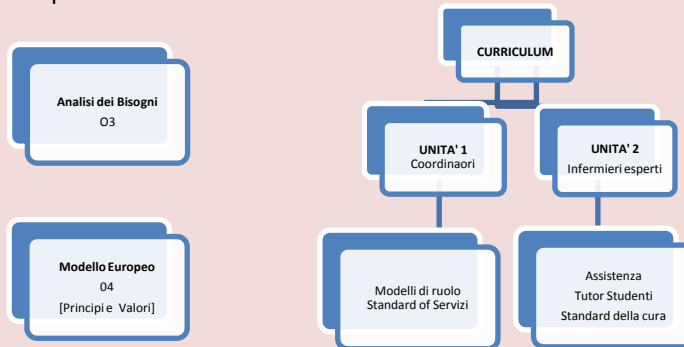 Analisi dei Bisogni
O3
Modello Europeo
04
[Principi e Valori]
CURRICULUM
UNITA' 1
Coordinaori
UNITA' 2
Infermieri esperti
Modelli di ruolo
Standard of Servizi
Assistenza
Tutor Studenti
Standard della cura